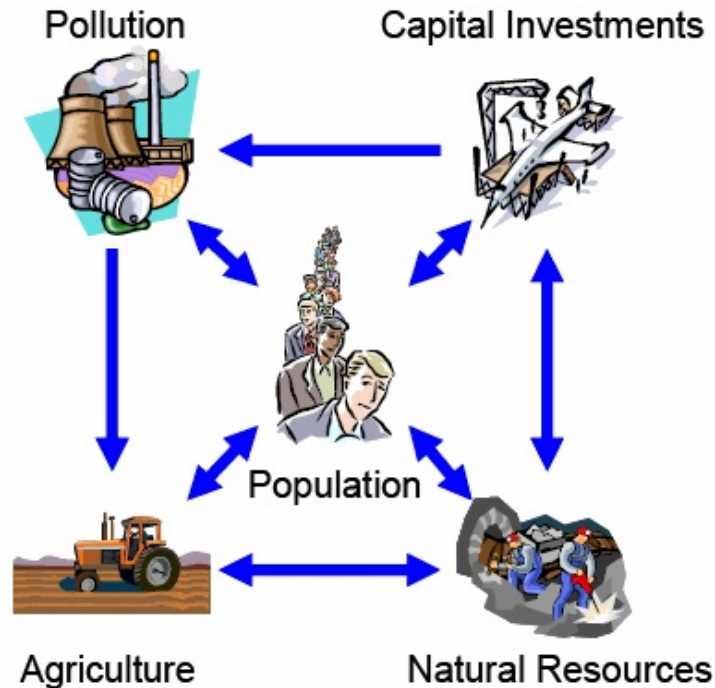 Pollution
Capital Investments
Population
Agriculture
Natural Resources